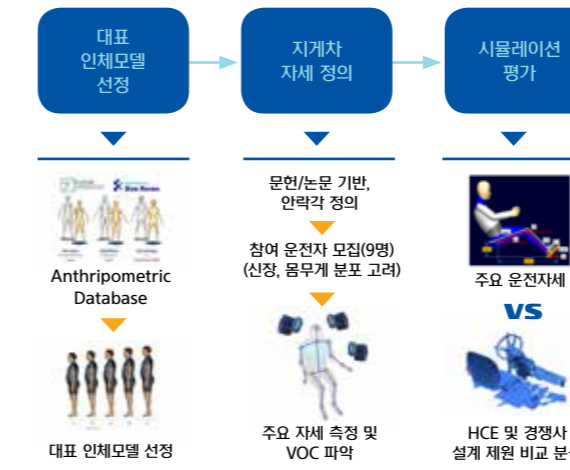 대표
인체모델
선정
지게차
자세 정의
시뮬레이션
평가
Size Korea
Anthripometric
Database
대표 인체모델 선정
문헌/논문 기반,
안락각 정의
참여 운전자 모집(9명)
(신장, 몸무게 분포 고려)
주요 자세 측정 및
VOC 파악
주요 운전자세
VS
HCE 및 경쟁사
설계 제원 비교